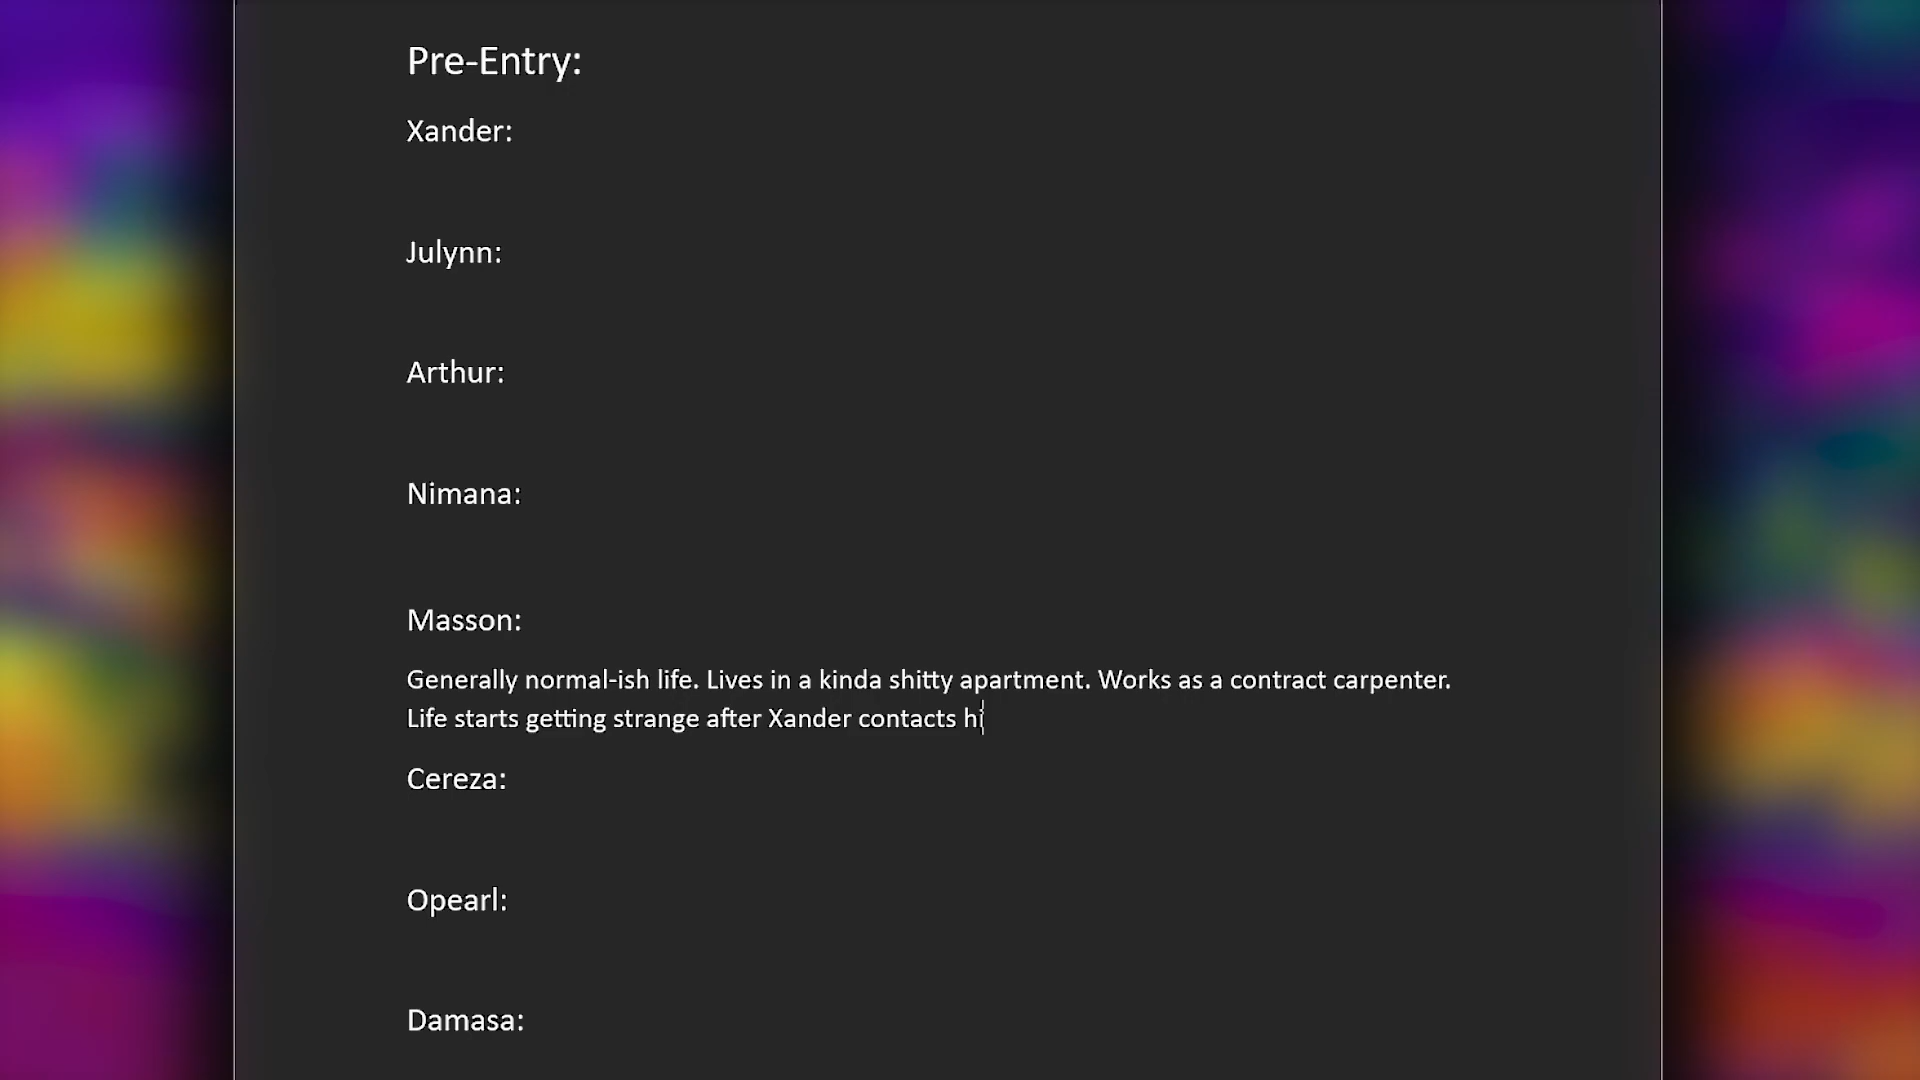 Pre-Entry:
Xander:
Julynn:
Arthur:
Nimana:
Masson:
Generally normal-ish life. Lives in a kinda shitty apartment. Works as a contract carpenter.
Life starts getting strange after Xander contacts hi
Cereza:
Opearl:
Damasa: